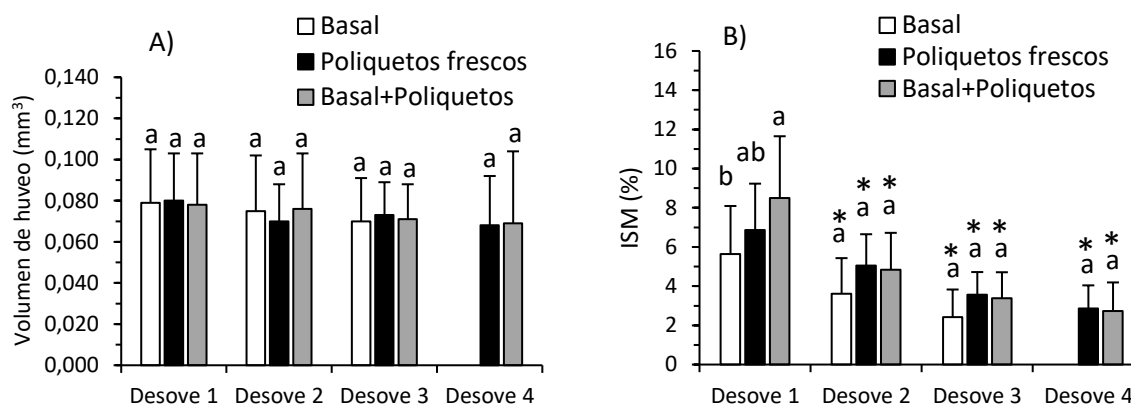 A)
Basal
Poliquetos frescos
Basal+Poliquetos
Volumen de huveo (mm³)
0,140
0,120
0,100
0,080
0,060
0,040
0,020
0,000
a a a
a a a
a a a
a a
Desove 1 Desove 2 Desove 3 Desove 4
B)
Basal
Poliquetos frescos
Basal+Poliquetos
ISM (%)
16
14
12
10
8
6
4
2
0
b ab a
* * *
a a a
* * *
a a a
* *
a a
Desove 1 Desove 2 Desove 3 Desove 4